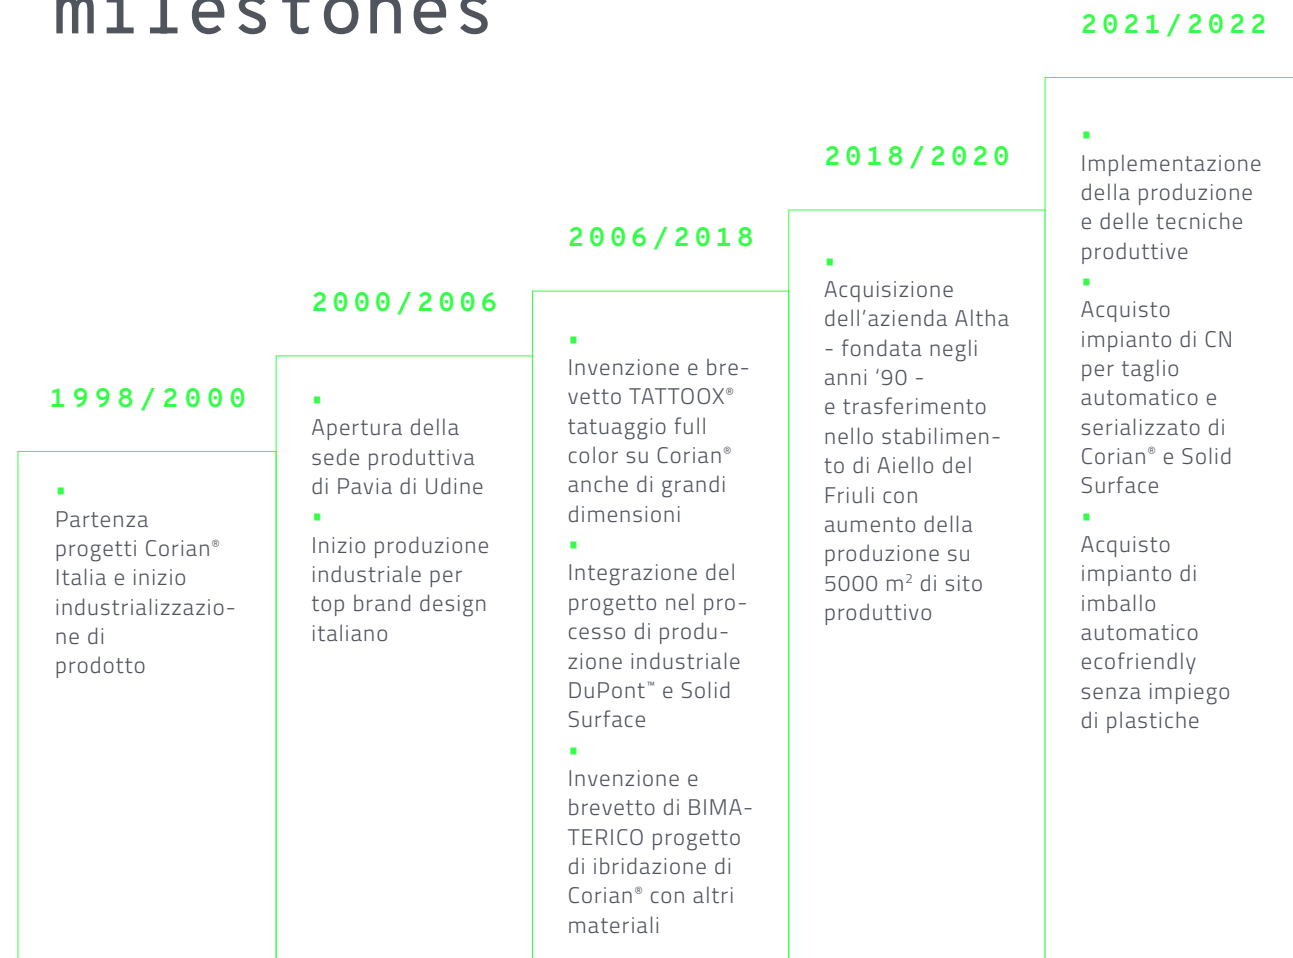 milestones
1998/2000
▪
Partenza
progetti Corian®
Italia e inizio
industrializzazio-
ne di
prodotto
2000/2006
▪
Apertura della
sede produttiva
di Pavia di Udine
▪
Inizio produzione
industriale per
top brand design
italiano
2006/2018
▪
Invenzione e bre-
vetto TATTOOX®
tatuaggio full
color su Corian®
anche di grandi
dimensioni
▪
Integrazione del
progetto nel pro-
cesso di produ-
zione industriale
DuPont™ e Solid
Surface
▪
Invenzione e
brevetto di BIMA-
TERICO progetto
di ibridazione di
Corian® con altri
materiali
2018/2020
▪
Acquisizione
dell’azienda Altha
- fondata negli
anni ‘90 -
e trasferimento
nello stabilimen-
to di Aiello del
Friuli con
aumento della
produzione su
5000 m² di sito
produttivo
2021/2022
▪
Implementazione
della produzione
e delle tecniche
produttive
▪
Acquisto
impianto di CN
per taglio
automatico e
serializzato di
Corian® e Solid
Surface
▪
Acquisto
impianto di
imballo
automatico
ecofriendly
senza impiego
di plastiche